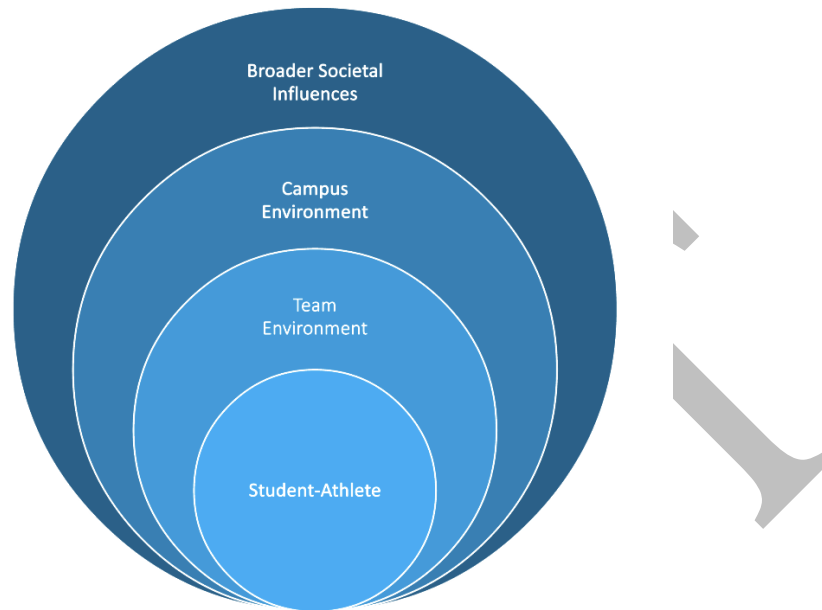 Broader Societal
Influences
Campus
Environment
Team
Environment
Student-Athlete